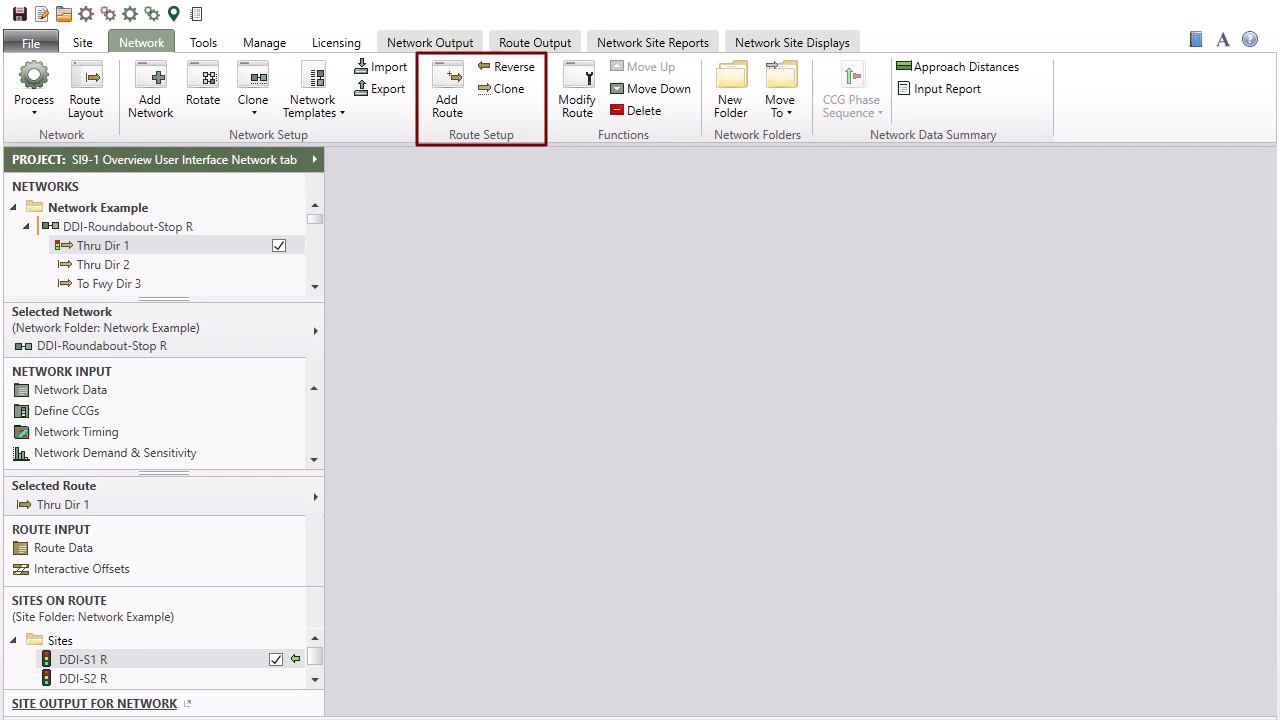 File Site Network Tools Manage Licensing Network Output Route Output Network Site Reports Network Site Displays A
Process Route Layout
Network
Add Network Rotate Clone Network Templates Import Export
Network Setup
Add Route Reverse Clone
Route Setup
Modify Route Move Up Move Down Delete
Functions
New Folder Move To
Network Folders
CCG Phase Sequence Approach Distances Input Report
Network Data Summary
PROJECT: SI9-1 Overview User Interface Network tab
NETWORKS
Network Example
DDI-Roundabout-Stop R
Thru Dir 1
Thru Dir 2
To Fwy Dir 3
Selected Network
(Network Folder: Network Example)
DDI-Roundabout-Stop R
NETWORK INPUT
Network Data
Define CCGs
Network Timing
Network Demand & Sensitivity
Selected Route
Thru Dir 1
ROUTE INPUT
Route Data
Interactive Offsets
SITES ON ROUTE
(Site Folder: Network Example)
Sites
DDI-S1 R
DDI-S2 R
SITE OUTPUT FOR NETWORK